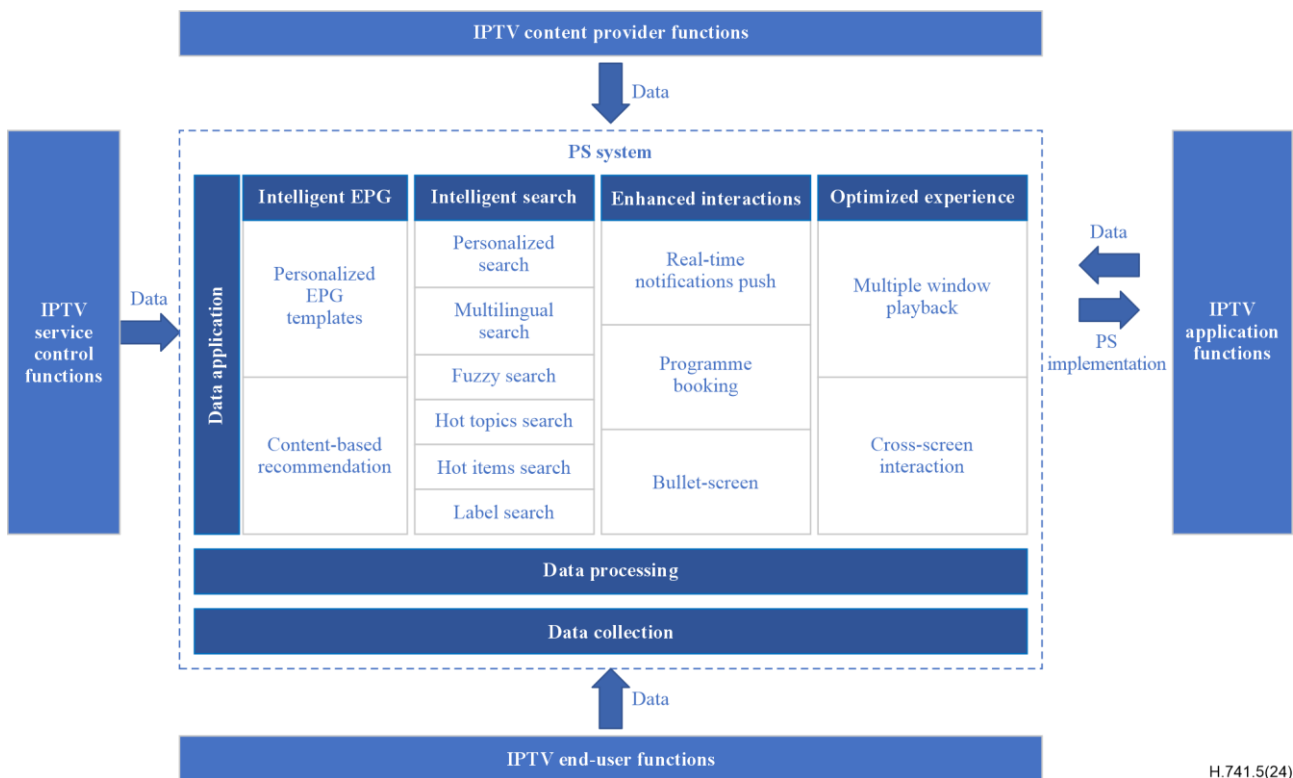 IPTV content provider functions
Data
PS system
IPTV
service
control
functions
Data
Data application
Intelligent EPG
Personalized
EPG
templates
Content-based
recommendation
Intelligent search
Personalized
search
Multilingual
search
Fuzzy search
Hot topics search
Hot items search
Label search
Enhanced interactions
Real-time
notifications push
Programme
booking
Bullet-screen
Optimized experience
Multiple window
playback
Cross-screen
interaction
Data
PS
implementation
IPTV
application
functions
Data processing
Data collection
Data
IPTV end-user functions
H.741.5(24)